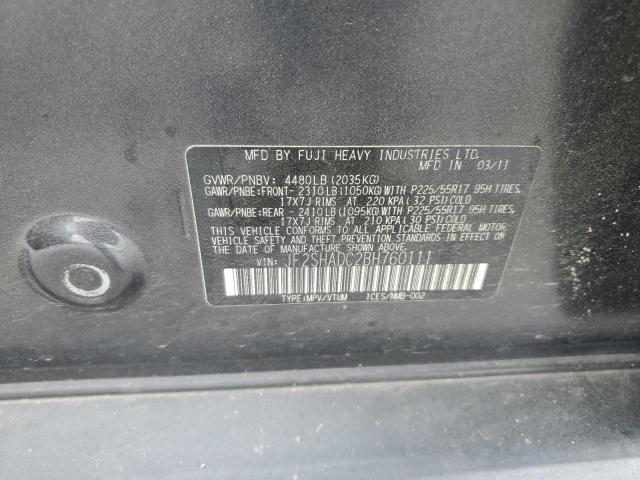 MFD BY FUJI HEAVY INDUSTRIES LTD.
MFD IN 03/11
GVWR/PNBV: 4480LB (2035KG)
GAWR/PNBE:FRONT- 2310LB(1050KG)WITH P225/55R17 95H TIRES,
17X7J RIMS AT 220 KPA(32 PSI)COLD
GAWR/PNBE:REAR - 2410LB(1095KG)WITH P225/55R17 95H TIRES,
17X7J RIMS AT 210 KPA(30 PSI)COLD
THIS VEHICLE CONFORMS TO ALL APPLICABLE FEDERAL MOTOR
VEHICLE SAFETY AND THEFT PREVENTION STANDARDS IN EFFECT ON
THE DATE OF MANUFACTURE SHOWN ABOVE.
VIN: JF2SHADC2BH760111
TYPE:MPV/VTUM ICES/NMB-002